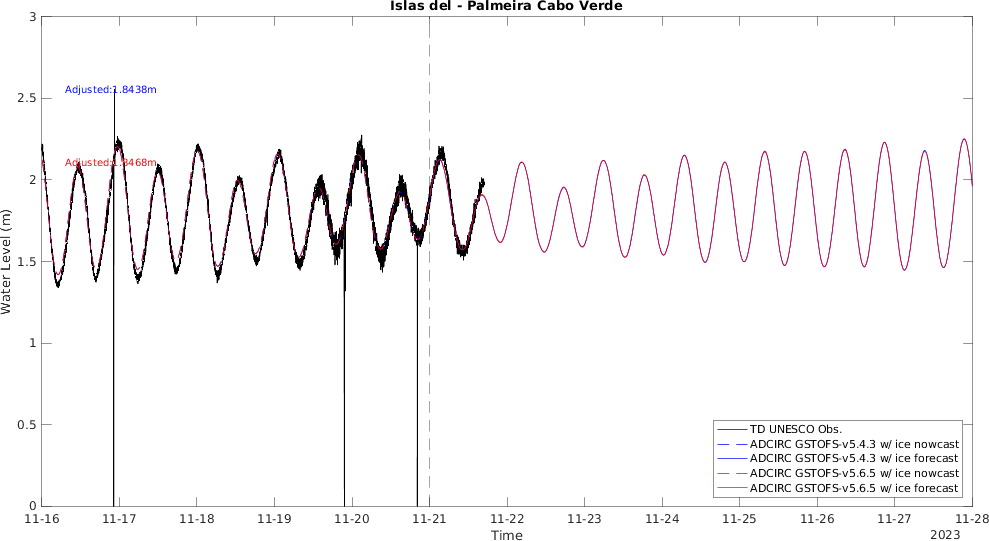 Islas del - Palmeira Cabo Verde
3
2.5
2
1.5
1
0.5
0
Water Level (m)
Adjusted:1.8438m
Adjusted:1.8468m
TD UNESCO Obs.
ADCIRC GSTOFS-v5.4.3 w/ ice nowcast
ADCIRC GSTOFS-v5.4.3 w/ ice forecast
ADCIRC GSTOFS-v5.6.5 w/ ice nowcast
ADCIRC GSTOFS-v5.6.5 w/ ice forecast
11-16 11-17 11-18 11-19 11-20 11-21 11-22 11-23 11-24 11-25 11-26 11-27 11-28
Time
2023